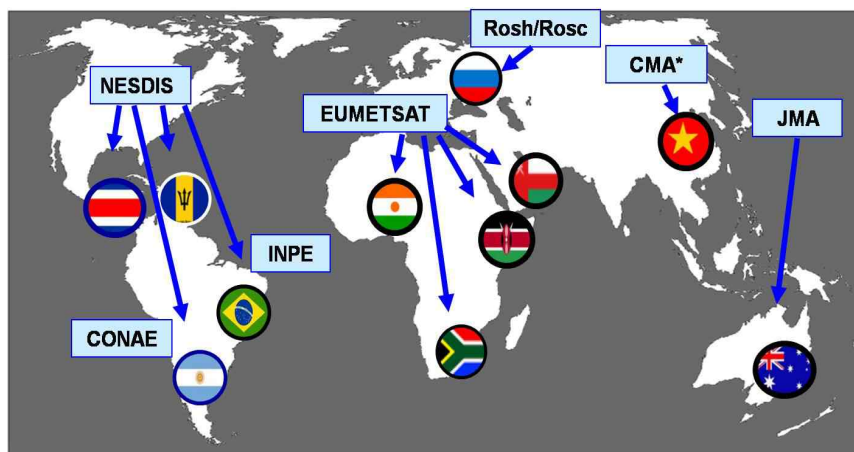 Rosh/Rosc
NESDIS
CMA*
EUMETSAT
JMA
INPE
CONAE